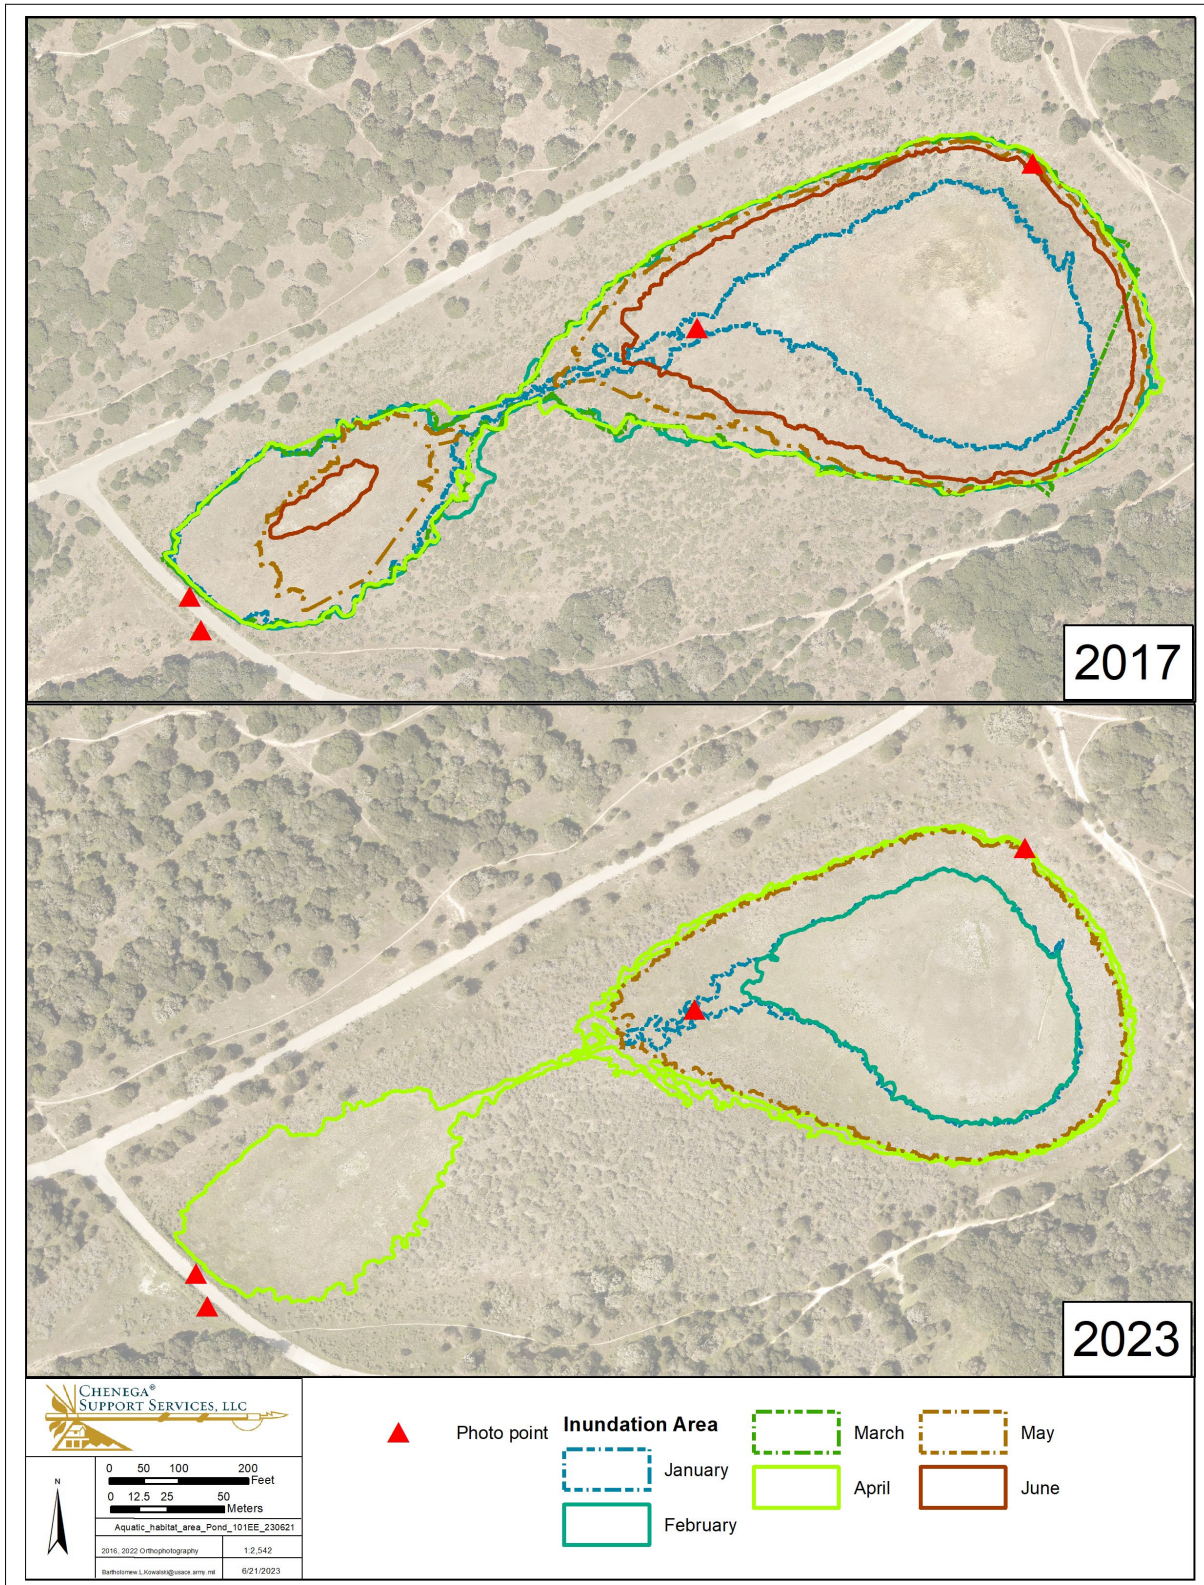 2017
2023
CHENEGA®
SUPPORT SERVICES, LLC
N
0 50 100 200
Feet
0 12.5 25 50
Meters
Aquatic_habitat_area_Pond_101EE_230621
2016, 2022 Orthophotography
1:2,542
Bartholomew.L.Kowalski@usace.army.mil
6/21/2023
Photo point
Inundation Area
January
February
March
April
May
June